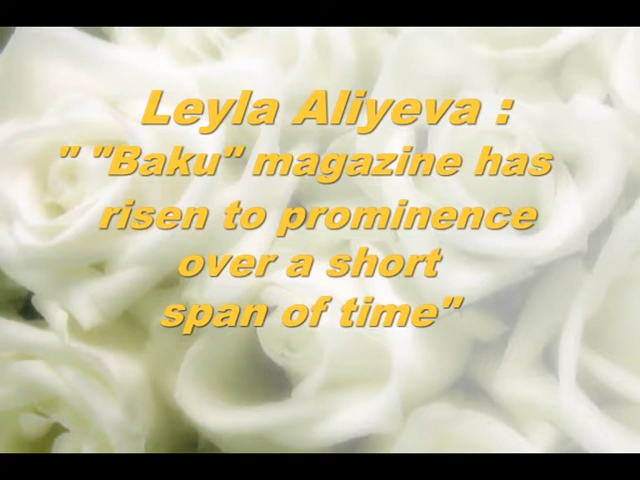 Leyla Aliyeva :
" "Baku" magazine has
risen to prominence
over a short
span of time"